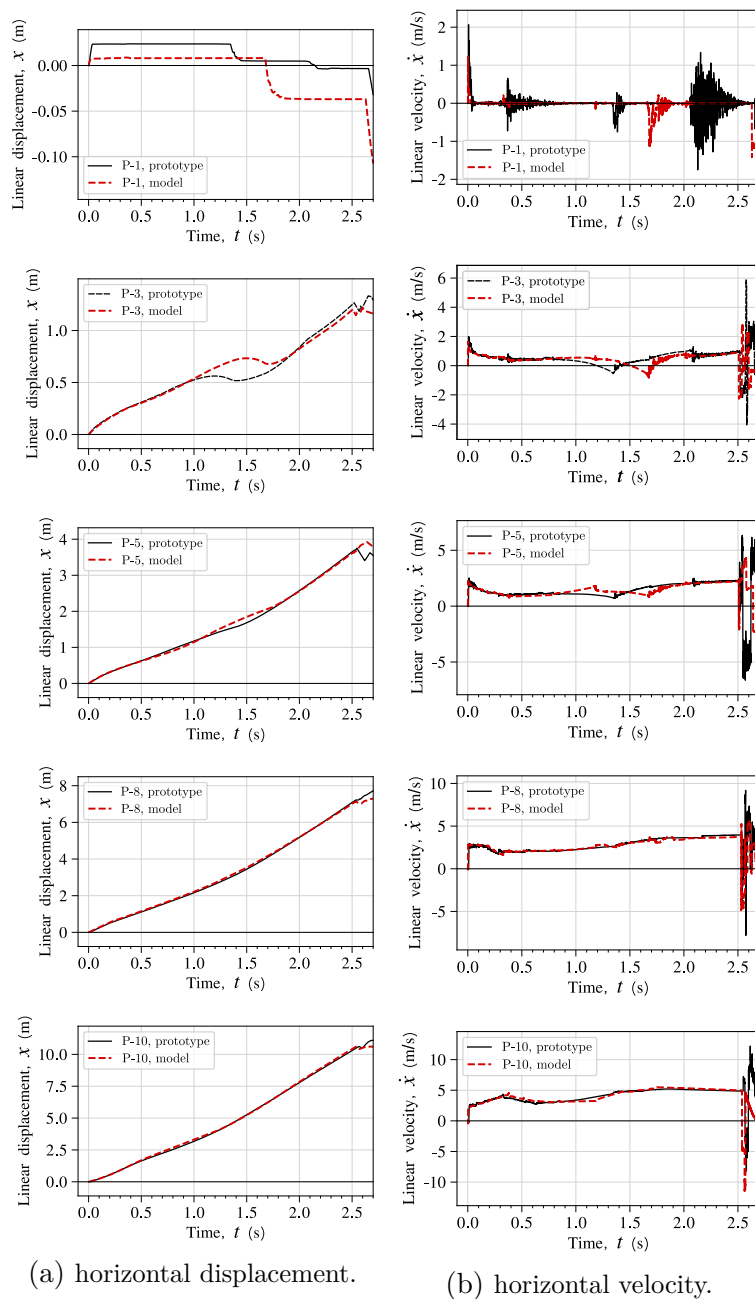 Linear displacement, x (m)
0.00
-0.05
-0.10
P-1, prototype
P-1, model
0.0 0.5 1.0 1.5 2.0 2.5
Time, t (s)
Linear velocity, ẋ (m/s)
2
1
0
-1
-2
P-1, prototype
P-1, model
0.0 0.5 1.0 1.5 2.0 2.5
Time, t (s)
Linear displacement, x (m)
1.0
0.5
0.0
P-3, prototype
P-3, model
0.0 0.5 1.0 1.5 2.0 2.5
Time, t (s)
Linear velocity, ẋ (m/s)
6
4
2
0
-2
-4
P-3, prototype
P-3, model
0.0 0.5 1.0 1.5 2.0 2.5
Time, t (s)
Linear displacement, x (m)
4
3
2
1
0
P-5, prototype
P-5, model
0.0 0.5 1.0 1.5 2.0 2.5
Time, t (s)
Linear velocity, ẋ (m/s)
5
0
-5
P-5, prototype
P-5, model
0.0 0.5 1.0 1.5 2.0 2.5
Time, t (s)
Linear displacement, x (m)
8
6
4
2
0
P-8, prototype
P-8, model
0.0 0.5 1.0 1.5 2.0 2.5
Time, t (s)
Linear velocity, ẋ (m/s)
10
5
0
-5
P-8, prototype
P-8, model
0.0 0.5 1.0 1.5 2.0 2.5
Time, t (s)
Linear displacement, x (m)
10.0
7.5
5.0
2.5
0.0
P-10, prototype
P-10, model
0.0 0.5 1.0 1.5 2.0 2.5
Time, t (s)
Linear velocity, ẋ (m/s)
10
5
0
-5
-10
P-10, prototype
P-10, model
0.0 0.5 1.0 1.5 2.0 2.5
Time, t (s)
(a) horizontal displacement.
(b) horizontal velocity.